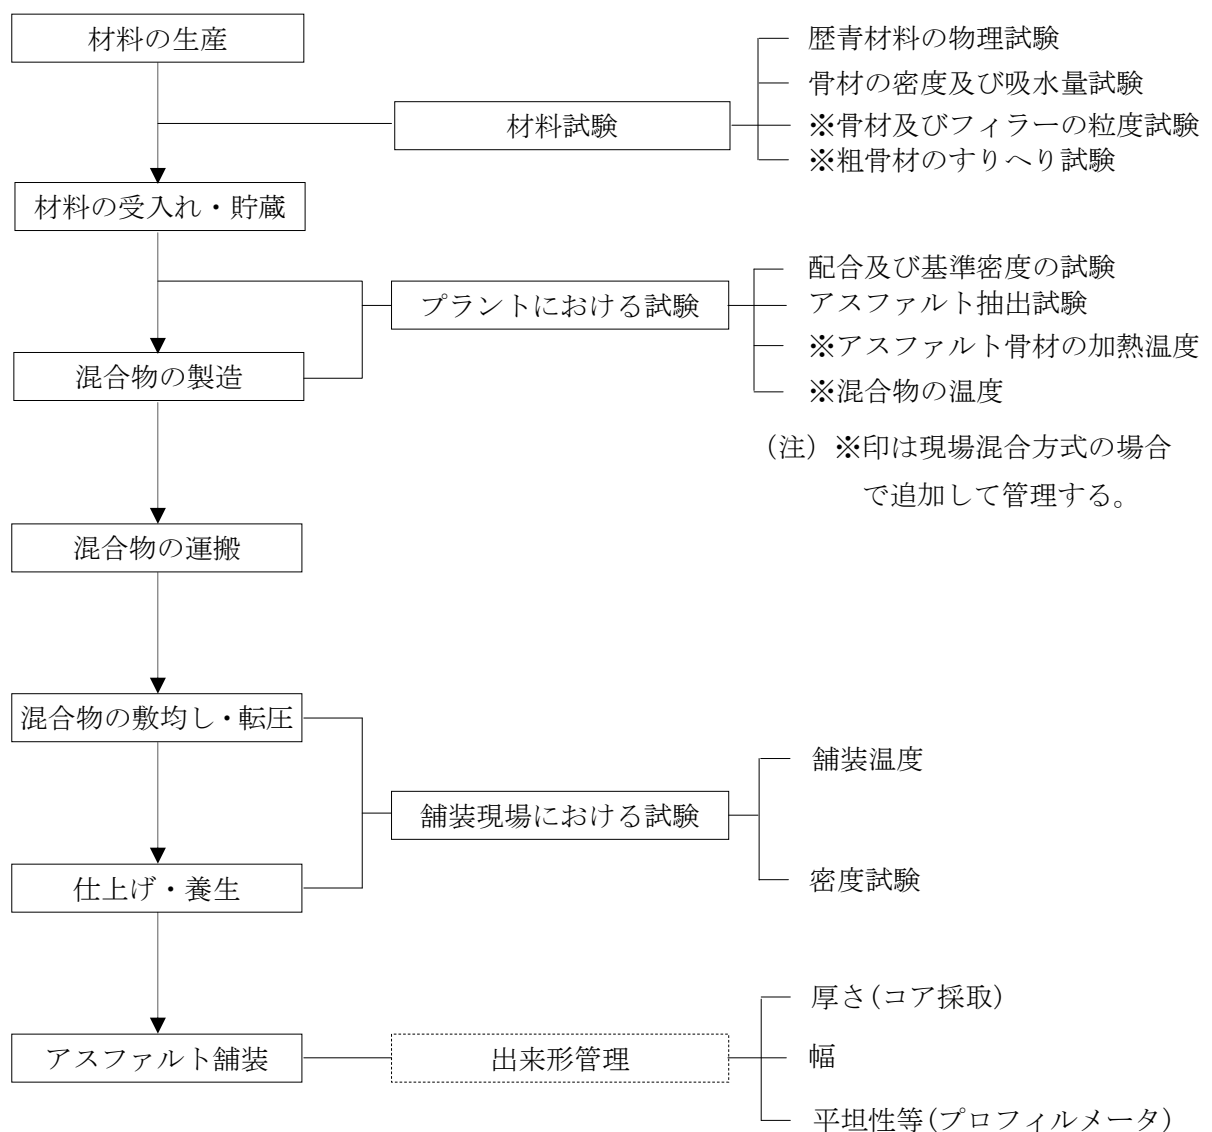 材料の生産
歴青材料の物理試験
骨材の密度及び吸水量試験
材料試験
※骨材及びフィラーの粒度試験
※粗骨材のすりへり試験
材料の受入れ・貯蔵
配合及び基準密度の試験
プラントにおける試験
アスファルト抽出試験
※アスファルト骨材の加熱温度
混合物の製造
※混合物の温度
(注) ※印は現場混合方式の場合
で追加して管理する。
混合物の運搬
混合物の敷均し・転圧
舗装温度
舗装現場における試験
仕上げ・養生
密度試験
厚さ(コア採取)
アスファルト舗装
出来形管理
幅
平坦性等(プロフィルメータ)